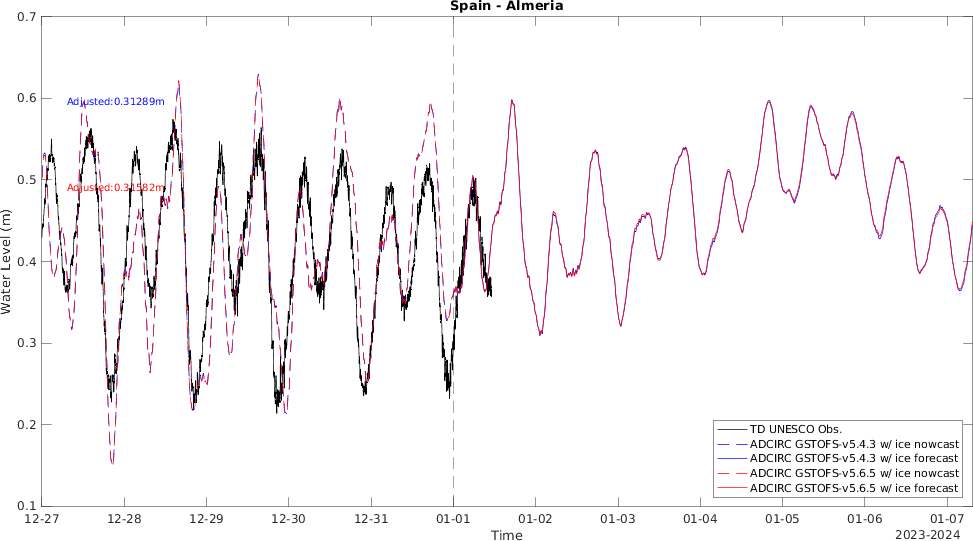 Spain - Almeria
0.7
0.6
0.5
0.4
0.3
0.2
0.1
Water Level (m)
Adjusted:0.31289m
Adjusted:0.31582m
TD UNESCO Obs.
ADCIRC GSTOFS-v5.4.3 w/ ice nowcast
ADCIRC GSTOFS-v5.4.3 w/ ice forecast
ADCIRC GSTOFS-v5.6.5 w/ ice nowcast
ADCIRC GSTOFS-v5.6.5 w/ ice forecast
12-27 12-28 12-29 12-30 12-31 01-01 01-02 01-03 01-04 01-05 01-06 01-07
Time
2023-2024